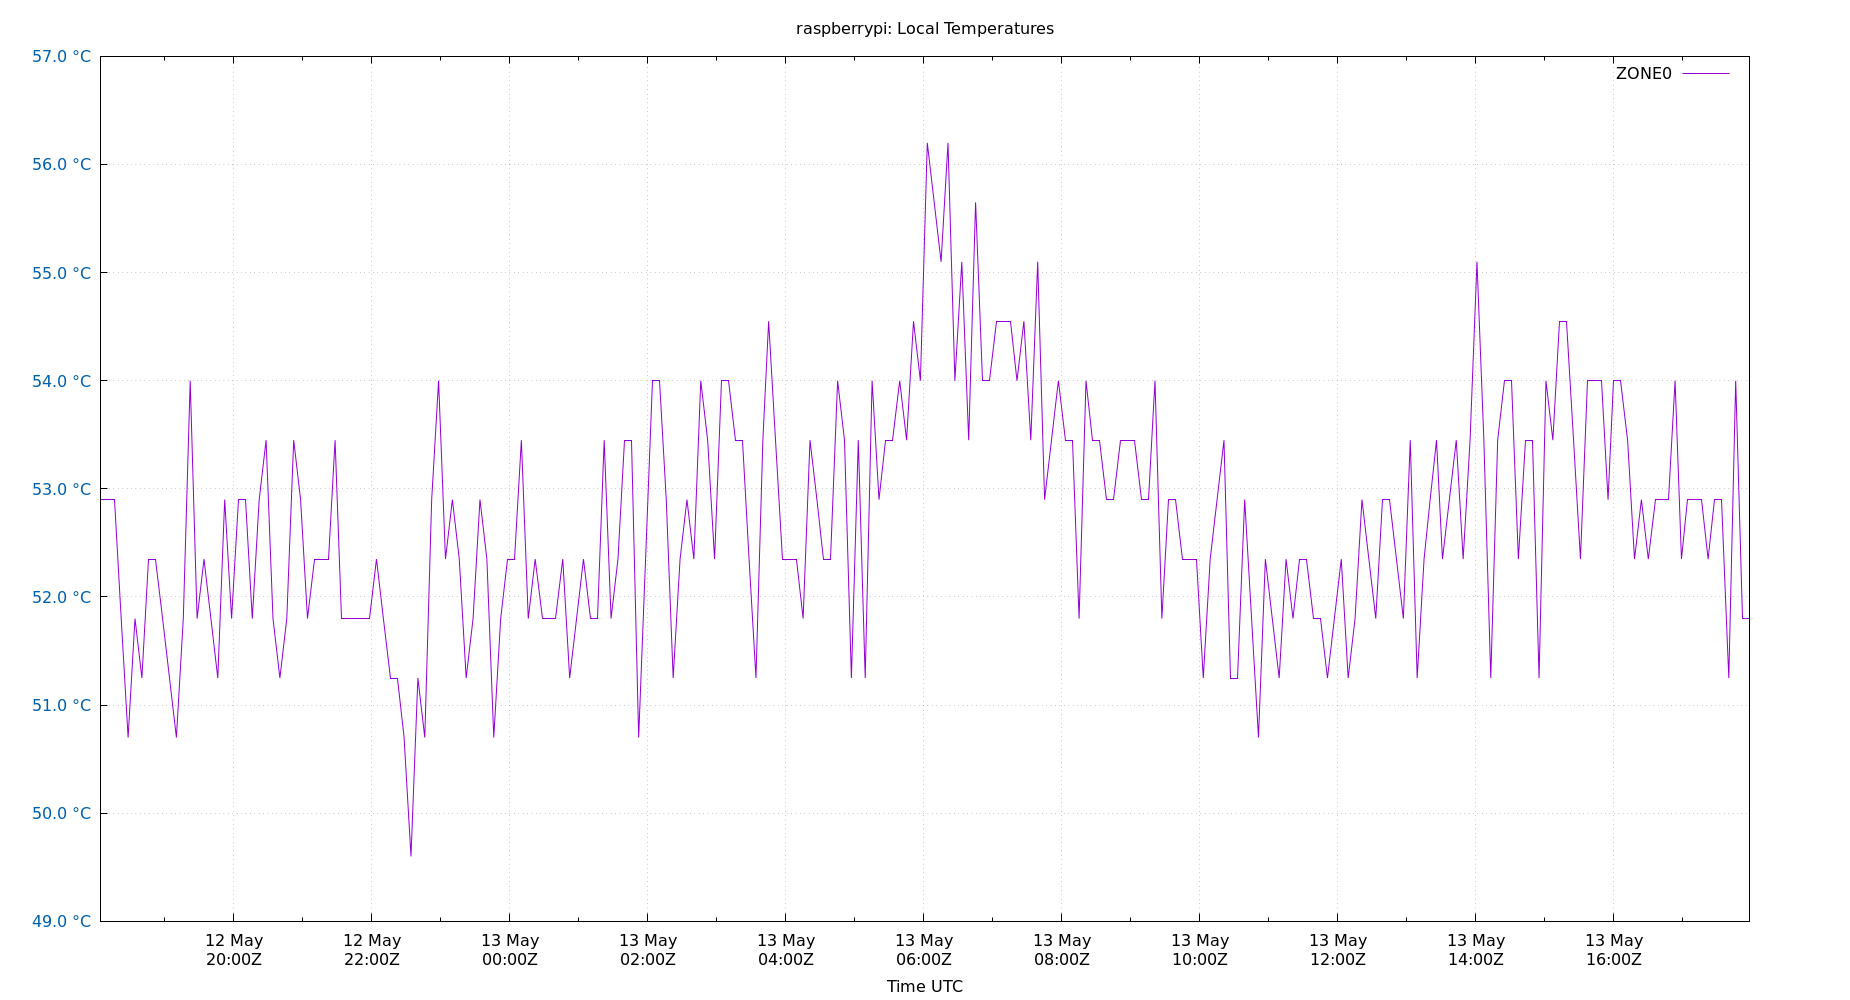 raspberrypi: Local Temperatures
57.0 °C
ZONE0
56.0 °C
55.0 °C
54.0 °C
53.0 °C
52.0 °C
51.0 °C
50.0 °C
49.0 °C
12 May 12 May 13 May 13 May 13 May 13 May 13 May 13 May 13 May 13 May 13 May
20:00Z 22:00Z 00:00Z 02:00Z 04:00Z 06:00Z 08:00Z 10:00Z 12:00Z 14:00Z 16:00Z
Time UTC